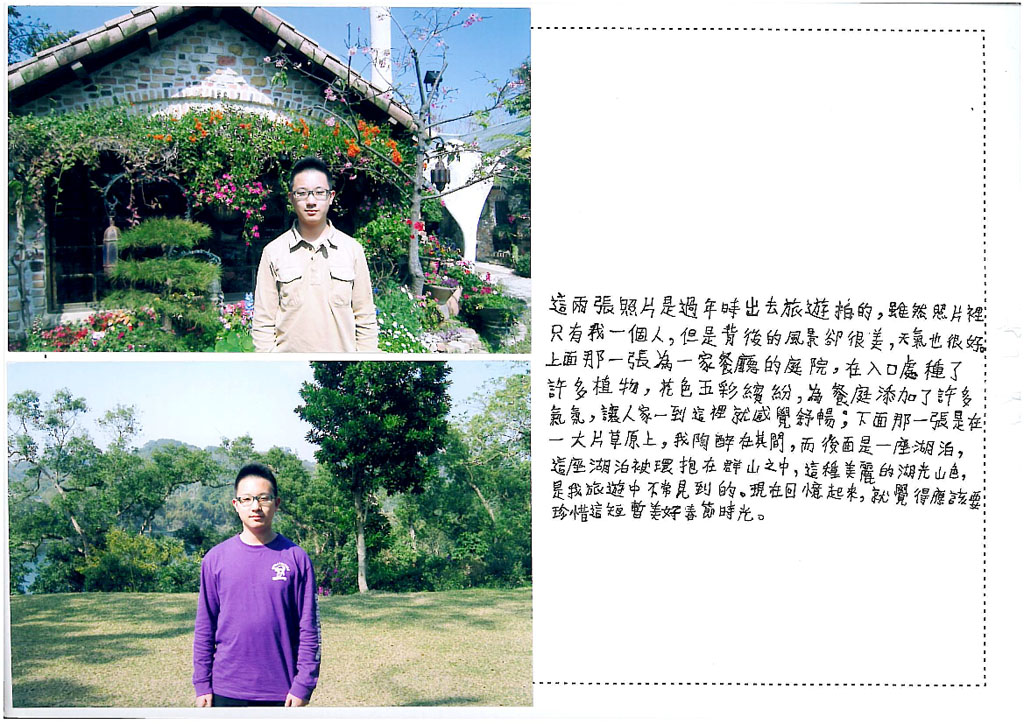 這兩張照片是過年時出去旅遊拍的，雖然照片裡
只有我一個人，但是背後的風景卻很美，天氣也很好。
上面那一張為一家餐廳的庭院，在入口處種了
許多植物，花色五彩繽紛，為餐庭添加了許多
氣氛，讓人家一到這裡就感覺舒暢；下面那一張是在
一大片草原上，我陶醉在其間，而後面是一座湖泊，
這座湖泊被環抱在群山之中，這種美麗的湖光山色，
是我旅遊中不常見到的。現在回憶起來，就覺得應該要
珍惜這短暫美好春節時光。